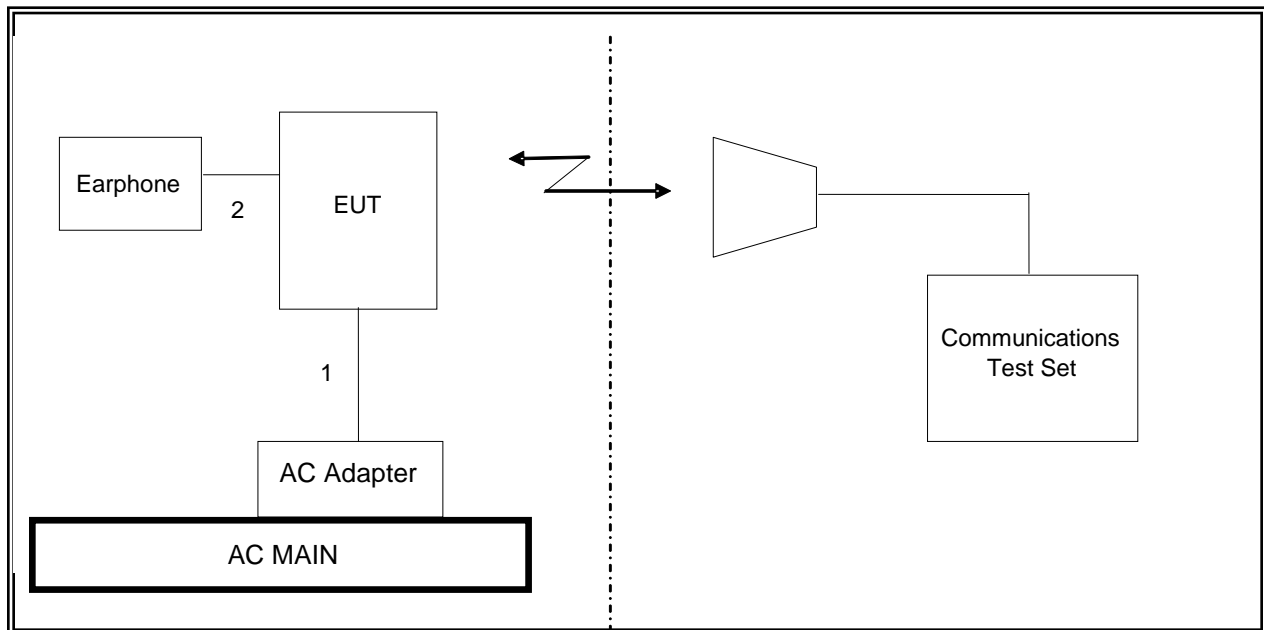 Earphone
2
EUT
1
AC Adapter
AC MAIN
Communications
Test Set